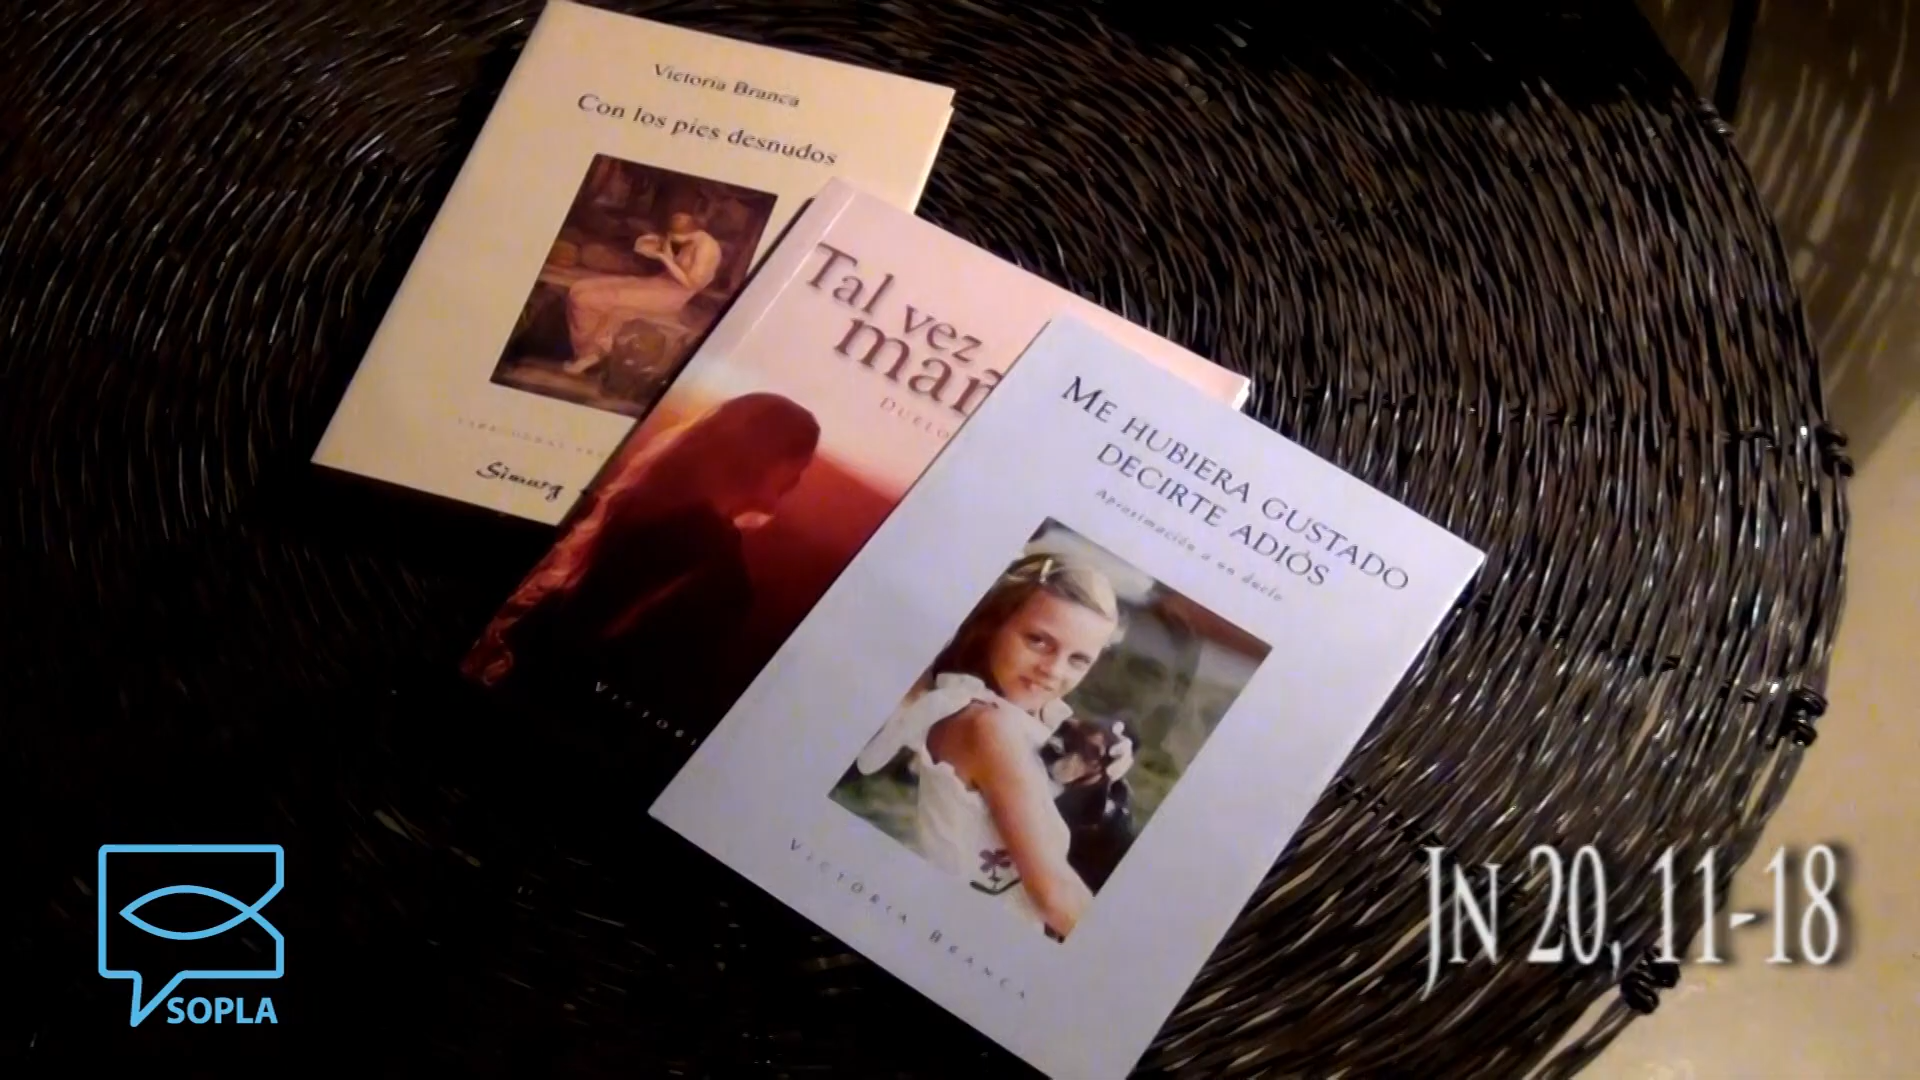 Victoria Branca
Con los pies desnudos
Simurg
Tal vez
DUELO
ME HUBIERA GUSTADO
DECIRTE ADIÓS
Aproximación a un duelo
VICTORIA BRANCA
JN 20, 11-18
SOPLA